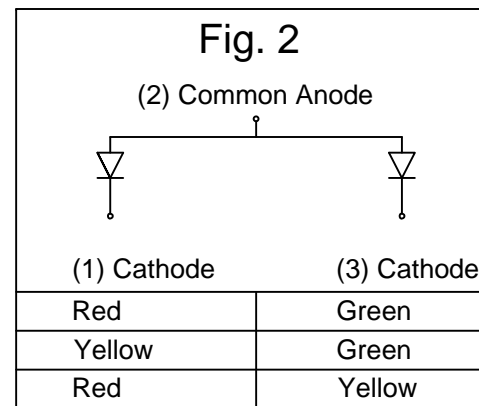 Fig. 2
(2) Common Anode
(1) Cathode (3) Cathode
Red Green
Yellow Green
Red Yellow